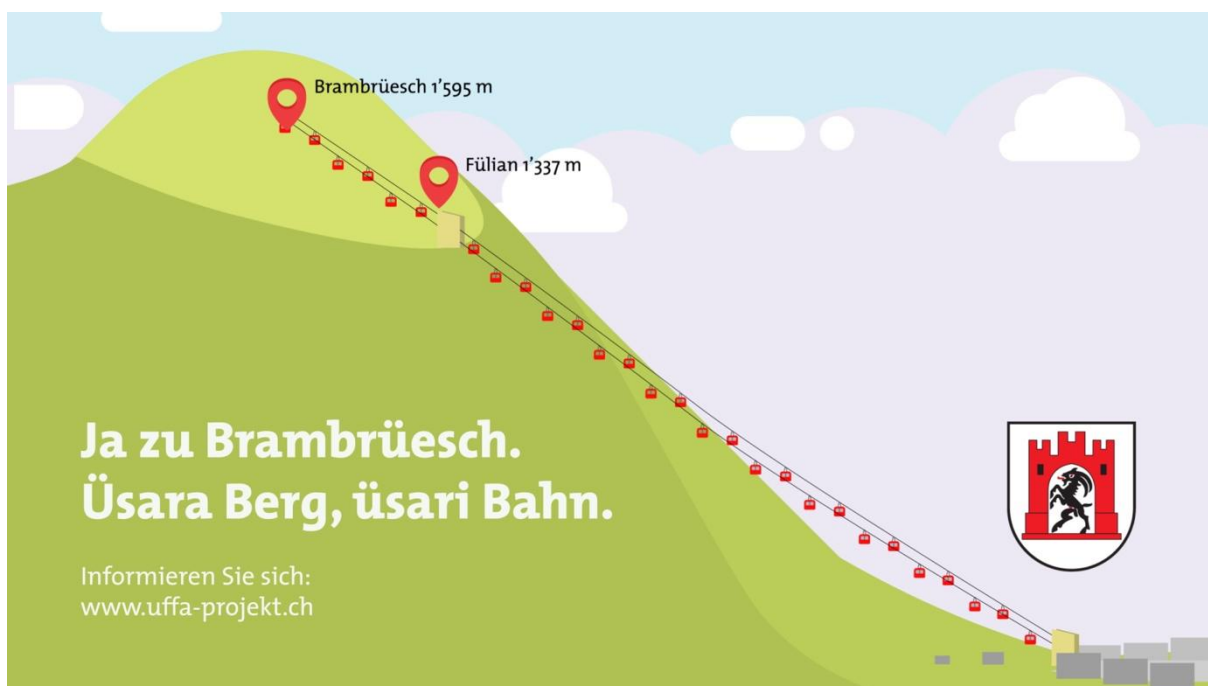 Brambrüesch 1'595 m
Fülian 1'337 m
Ja zu Brambrüesch.
Üsara Berg, üsari Bahn.
Informieren Sie sich:
www.uffa-projekt.ch